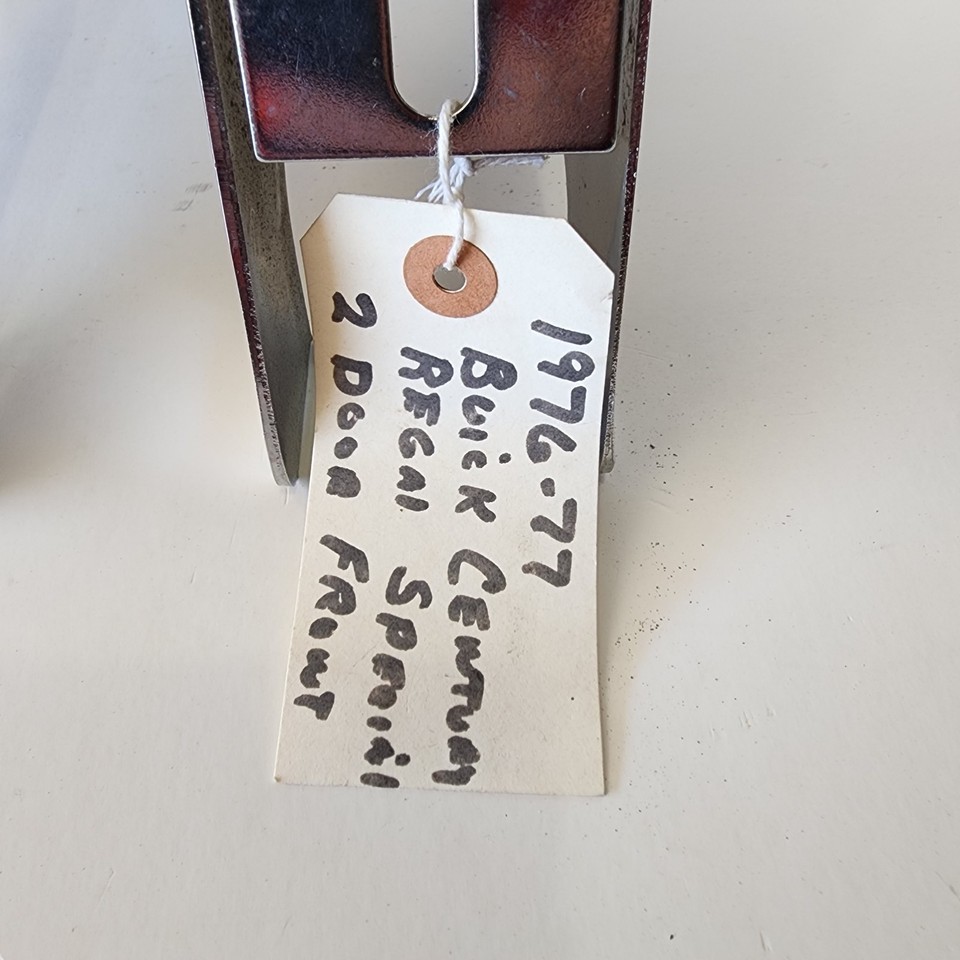 1976-77
Buick Century
REGAl Special
2 Door FRONT